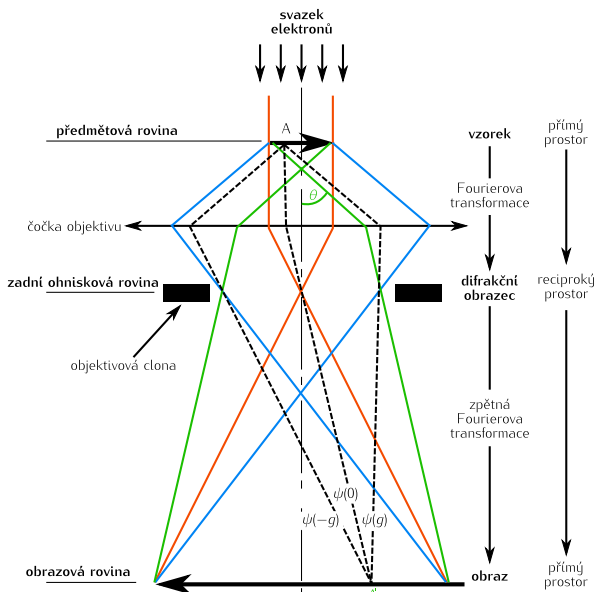 svazek
elektronů
předmětová rovina
A
vzorek
přímý
prostor
θ
Fourierova
transformace
čočka objektivu
zadní ohnisková rovina
difrakční
obrazec
reciproký
prostor
objektivová clona
zpětná
Fourierova
transformace
ψ(0)
ψ(−g)
ψ(g)
obrazová rovina
obraz
přímý
prostor